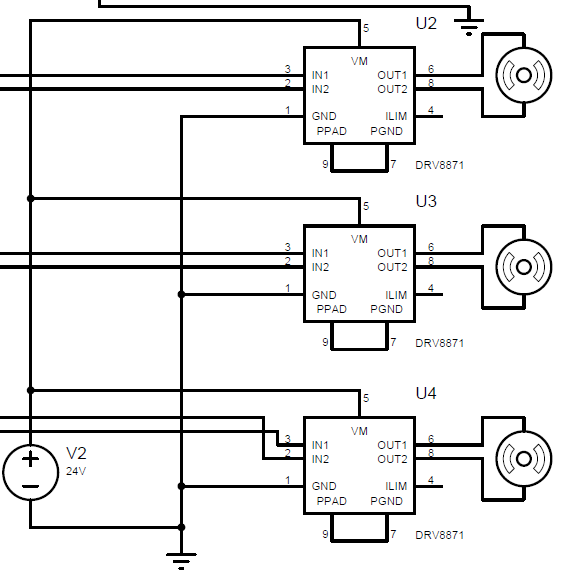 U2
5
VM
3 IN1 OUT1 6
2 IN2 OUT2 8
1 GND ILIM 4
PPAD PGND
9 7 DRV8871
U3
5
VM
3 IN1 OUT1 6
2 IN2 OUT2 8
1 GND ILIM 4
PPAD PGND
9 7 DRV8871
U4
5
VM
3 IN1 OUT1 6
2 IN2 OUT2 8
1 GND ILIM 4
PPAD PGND
9 7 DRV8871
V2
24V
+
−